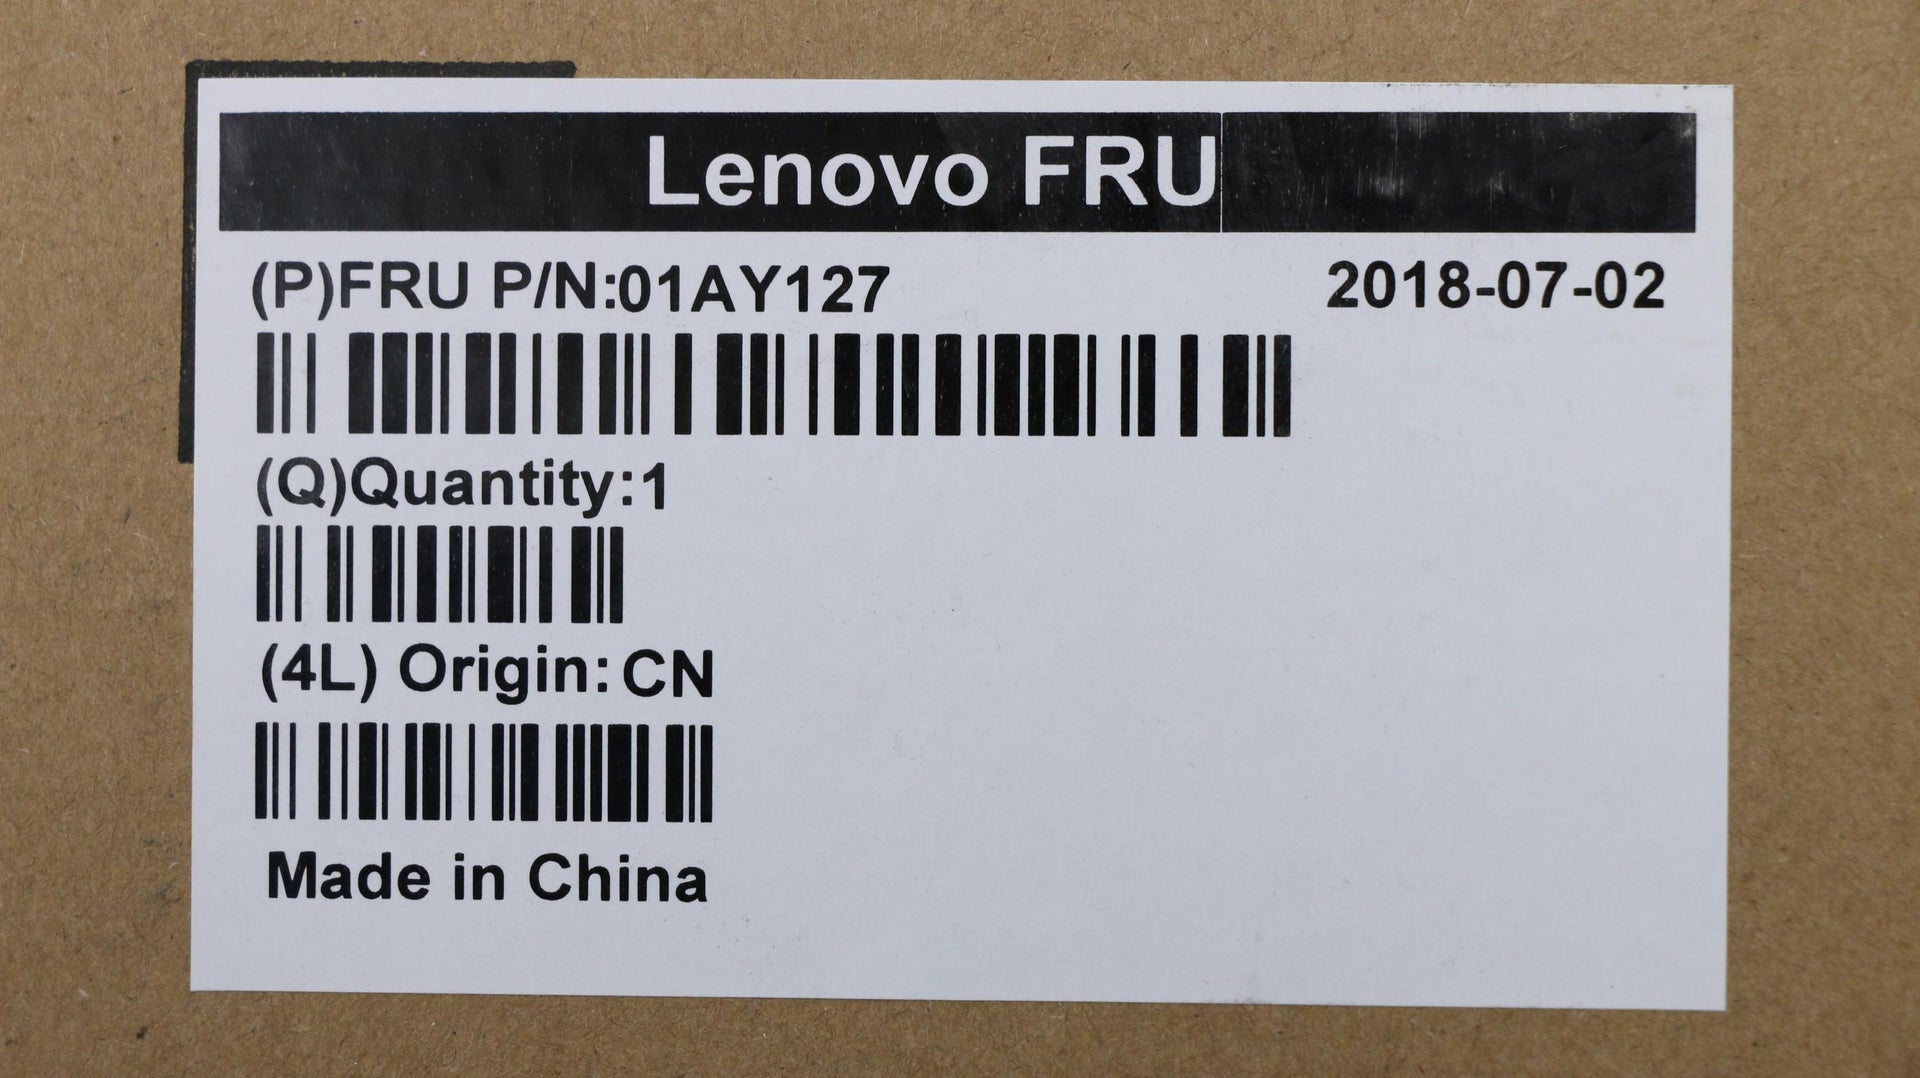 Lenovo FRU
(P)FRU P/N:01AY127 2018-07-02
(Q)Quantity:1
(4L) Origin:CN
Made in China